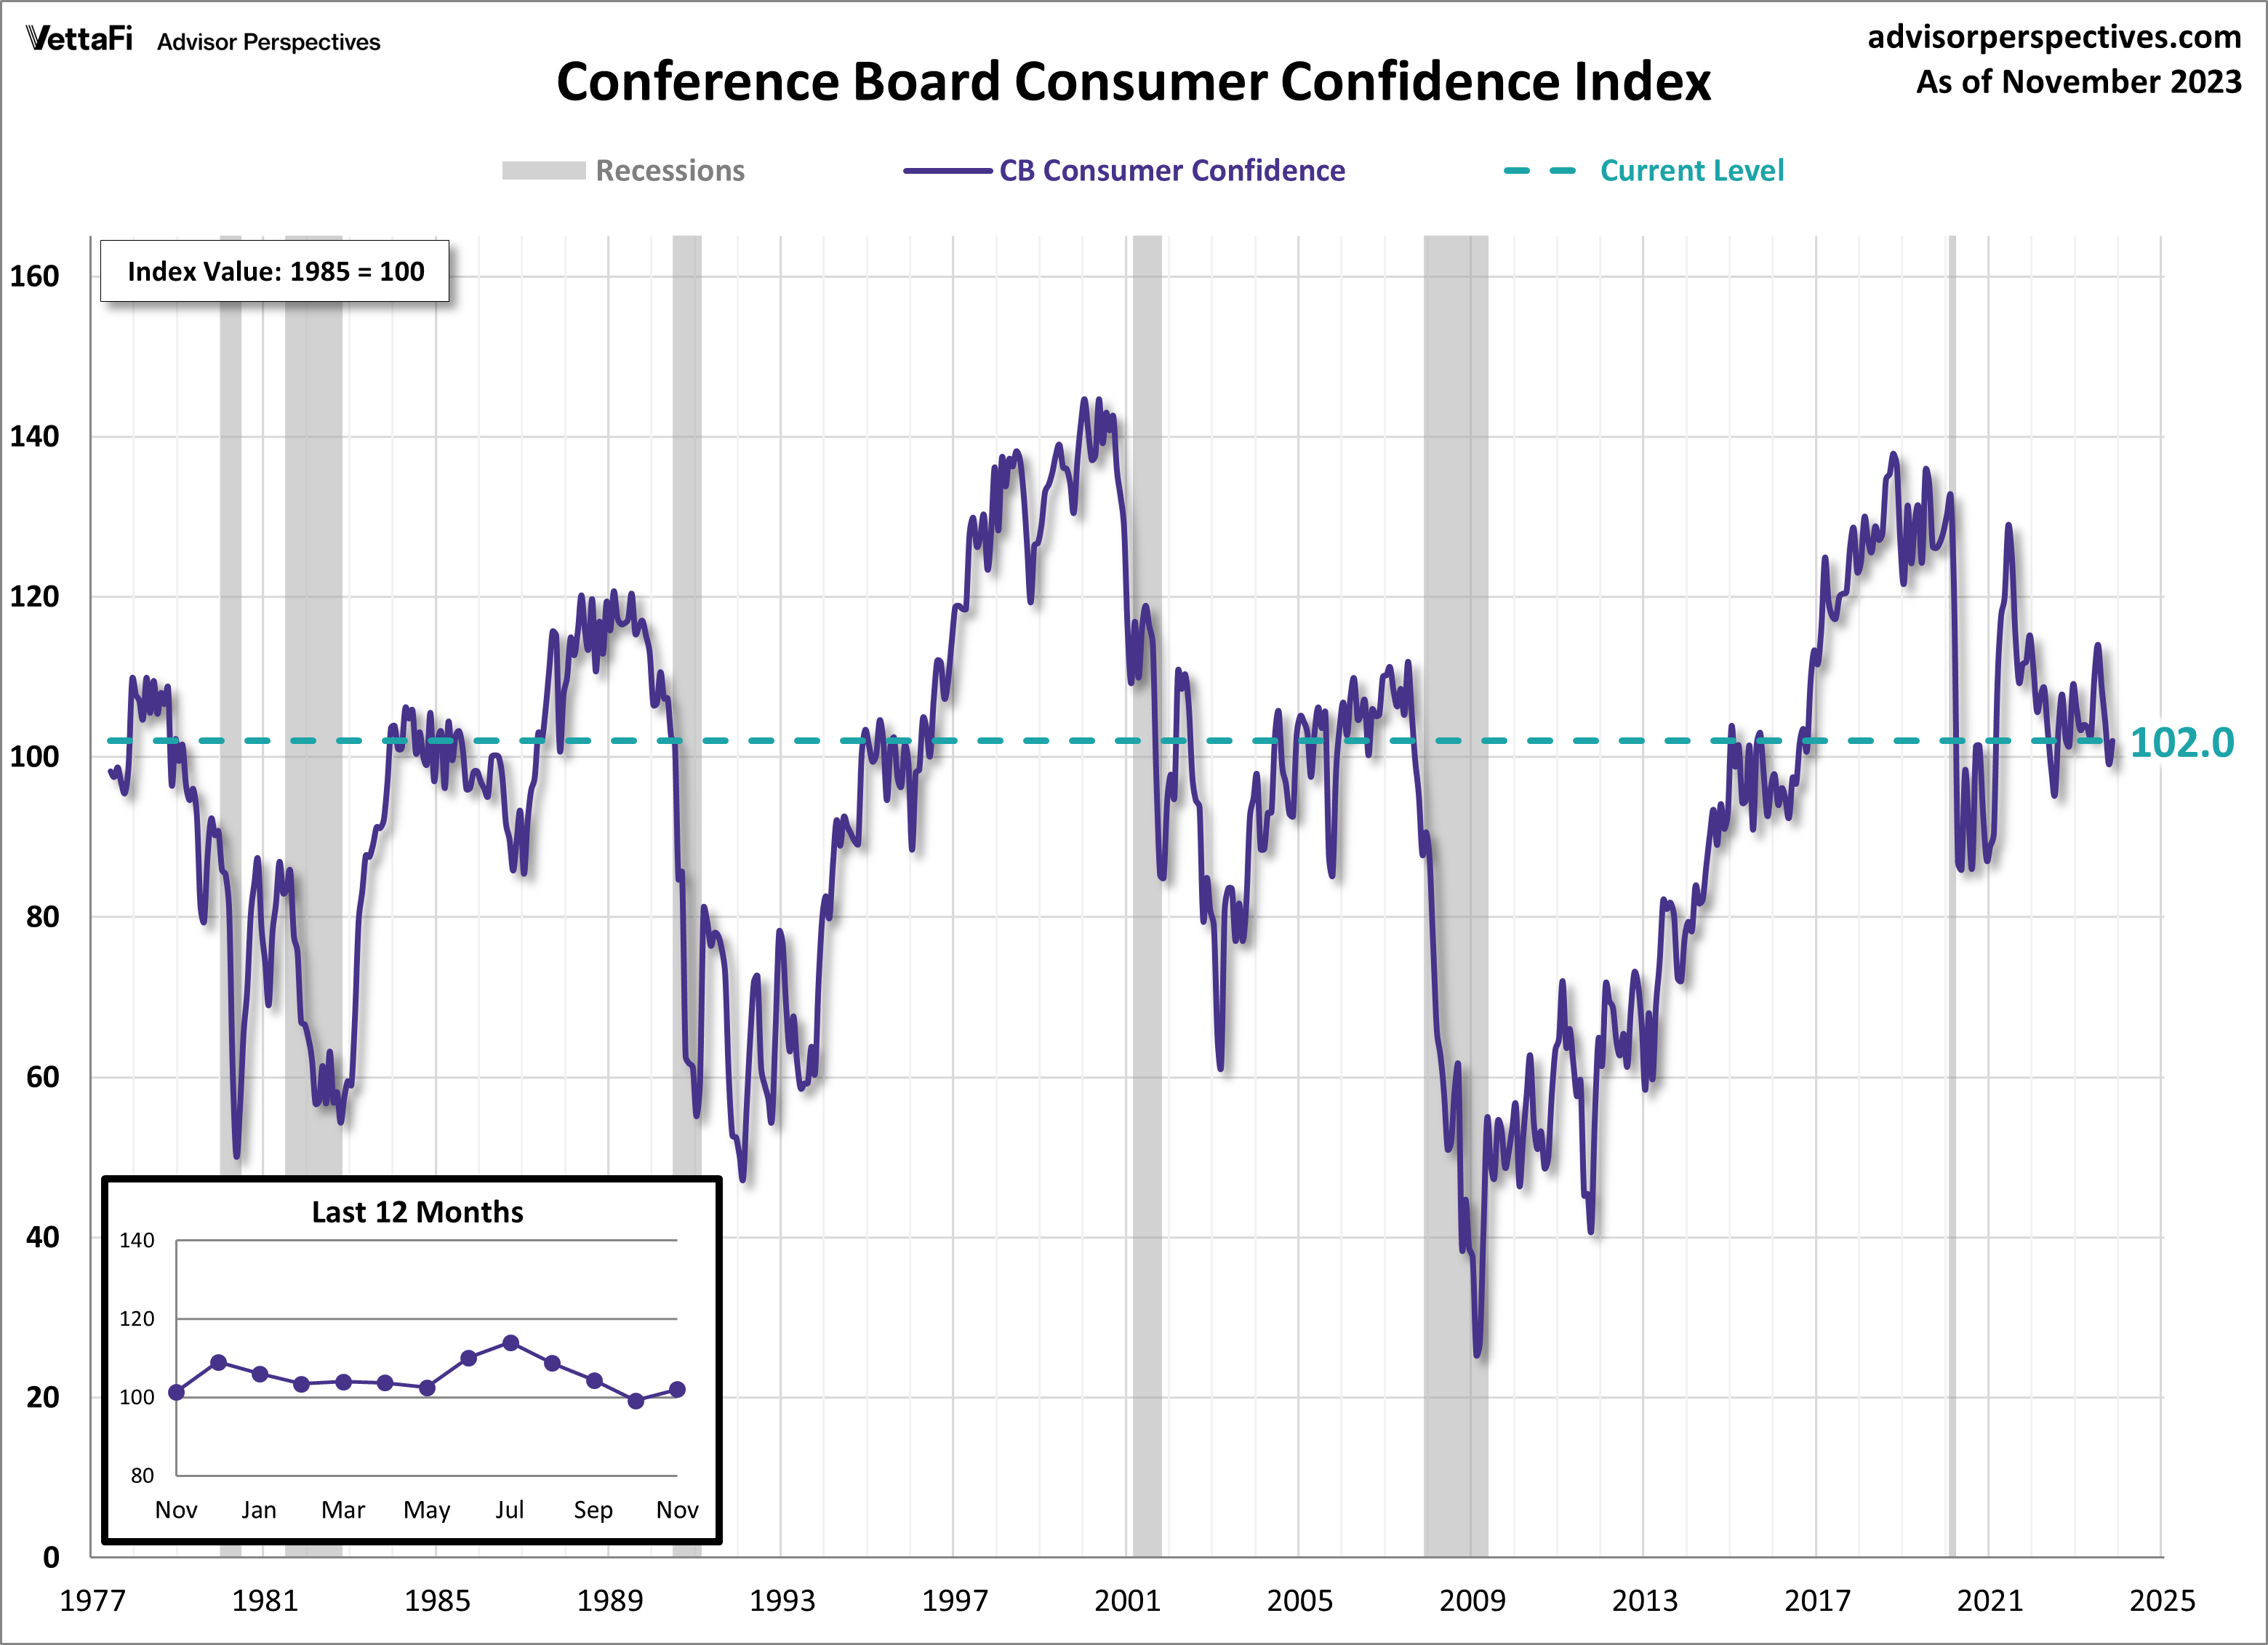 VettaFi Advisor Perspectives
advisorperspectives.com
Conference Board Consumer Confidence Index
As of November 2023
Recessions
CB Consumer Confidence
Current Level
Index Value: 1985 = 100
160
140
120
100
80
60
40
20
0
102.0
Last 12 Months
140
120
100
80
Nov Jan Mar May Jul Sep Nov
1977 1981 1985 1989 1993 1997 2001 2005 2009 2013 2017 2021 2025